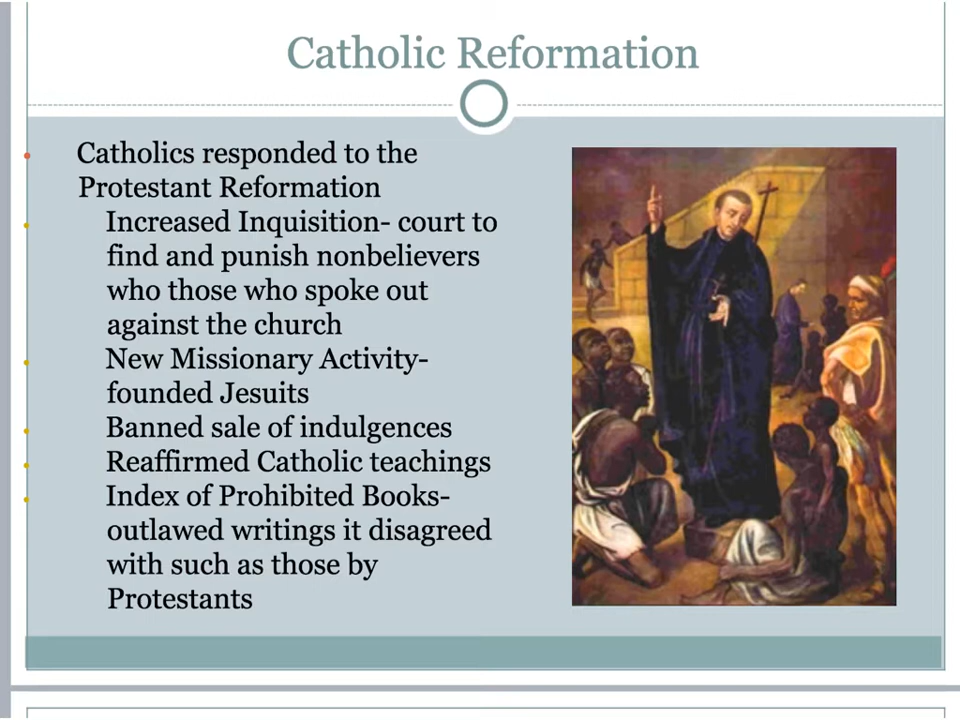 Catholic Reformation
Catholics responded to the
Protestant Reformation
Increased Inquisition- court to
find and punish nonbelievers
who those who spoke out
against the church
New Missionary Activity-
founded Jesuits
Banned sale of indulgences
Reaffirmed Catholic teachings
Index of Prohibited Books-
outlawed writings it disagreed
with such as those by
Protestants